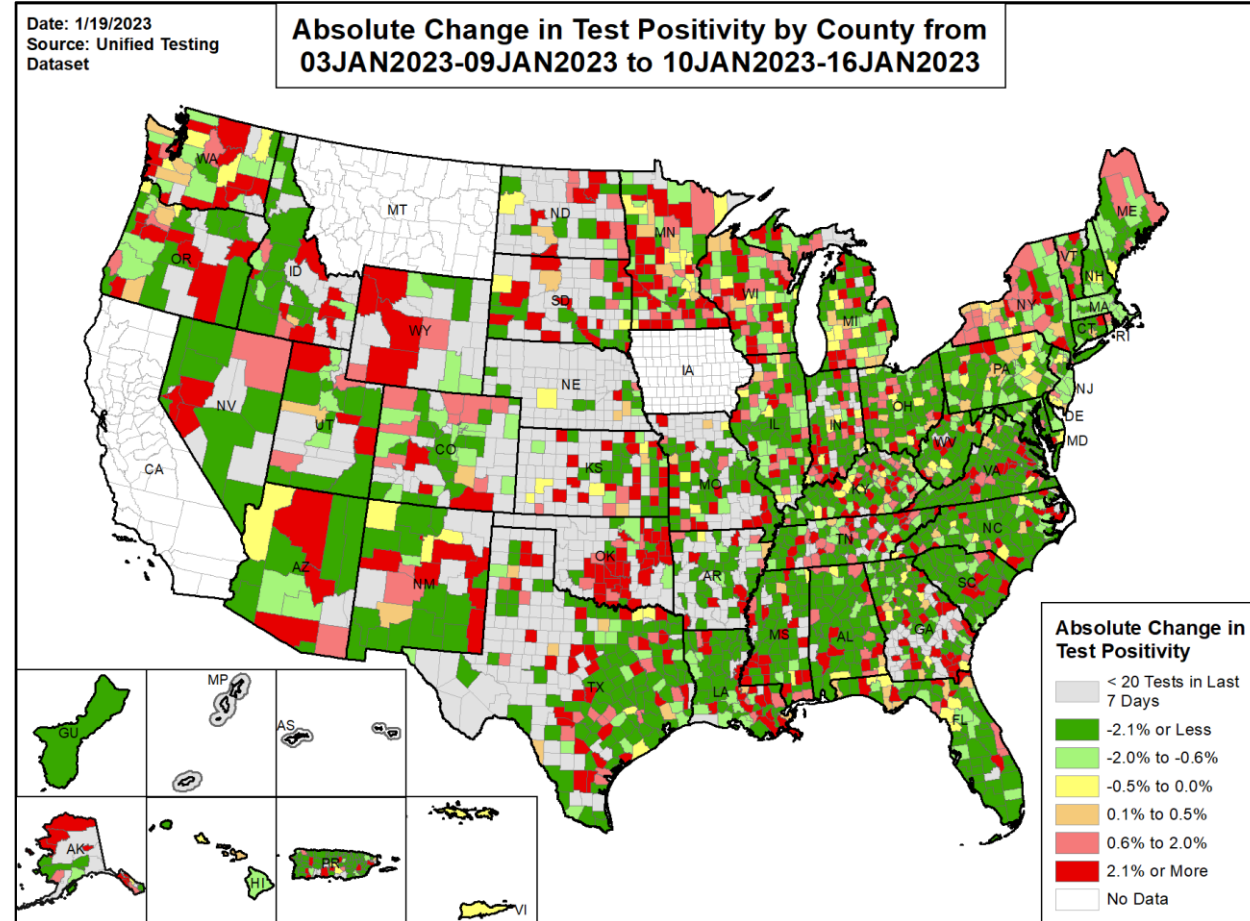 Date: 1/19/2023
Source: Unified Testing
Dataset
Absolute Change in Test Positivity by County from
03JAN2023-09JAN2023 to 10JAN2023-16JAN2023
WA
MT
ND
MN
ME
OR
ID
SD
WI
VT
NH
NY
MA
CT
RI
WY
MI
IA
NE
PA
NJ
NV
UT
CO
IL
IN
OH
DE
MD
WV
VA
CA
KS
MO
KY
AZ
NM
OK
AR
TN
NC
SC
MS
AL
GA
TX
LA
FL
GU
MP
AS
AK
HI
PR
VI
Absolute Change in
Test Positivity
< 20 Tests in Last
7 Days
-2.1% or Less
-2.0% to -0.6%
-0.5% to 0.0%
0.1% to 0.5%
0.6% to 2.0%
2.1% or More
No Data